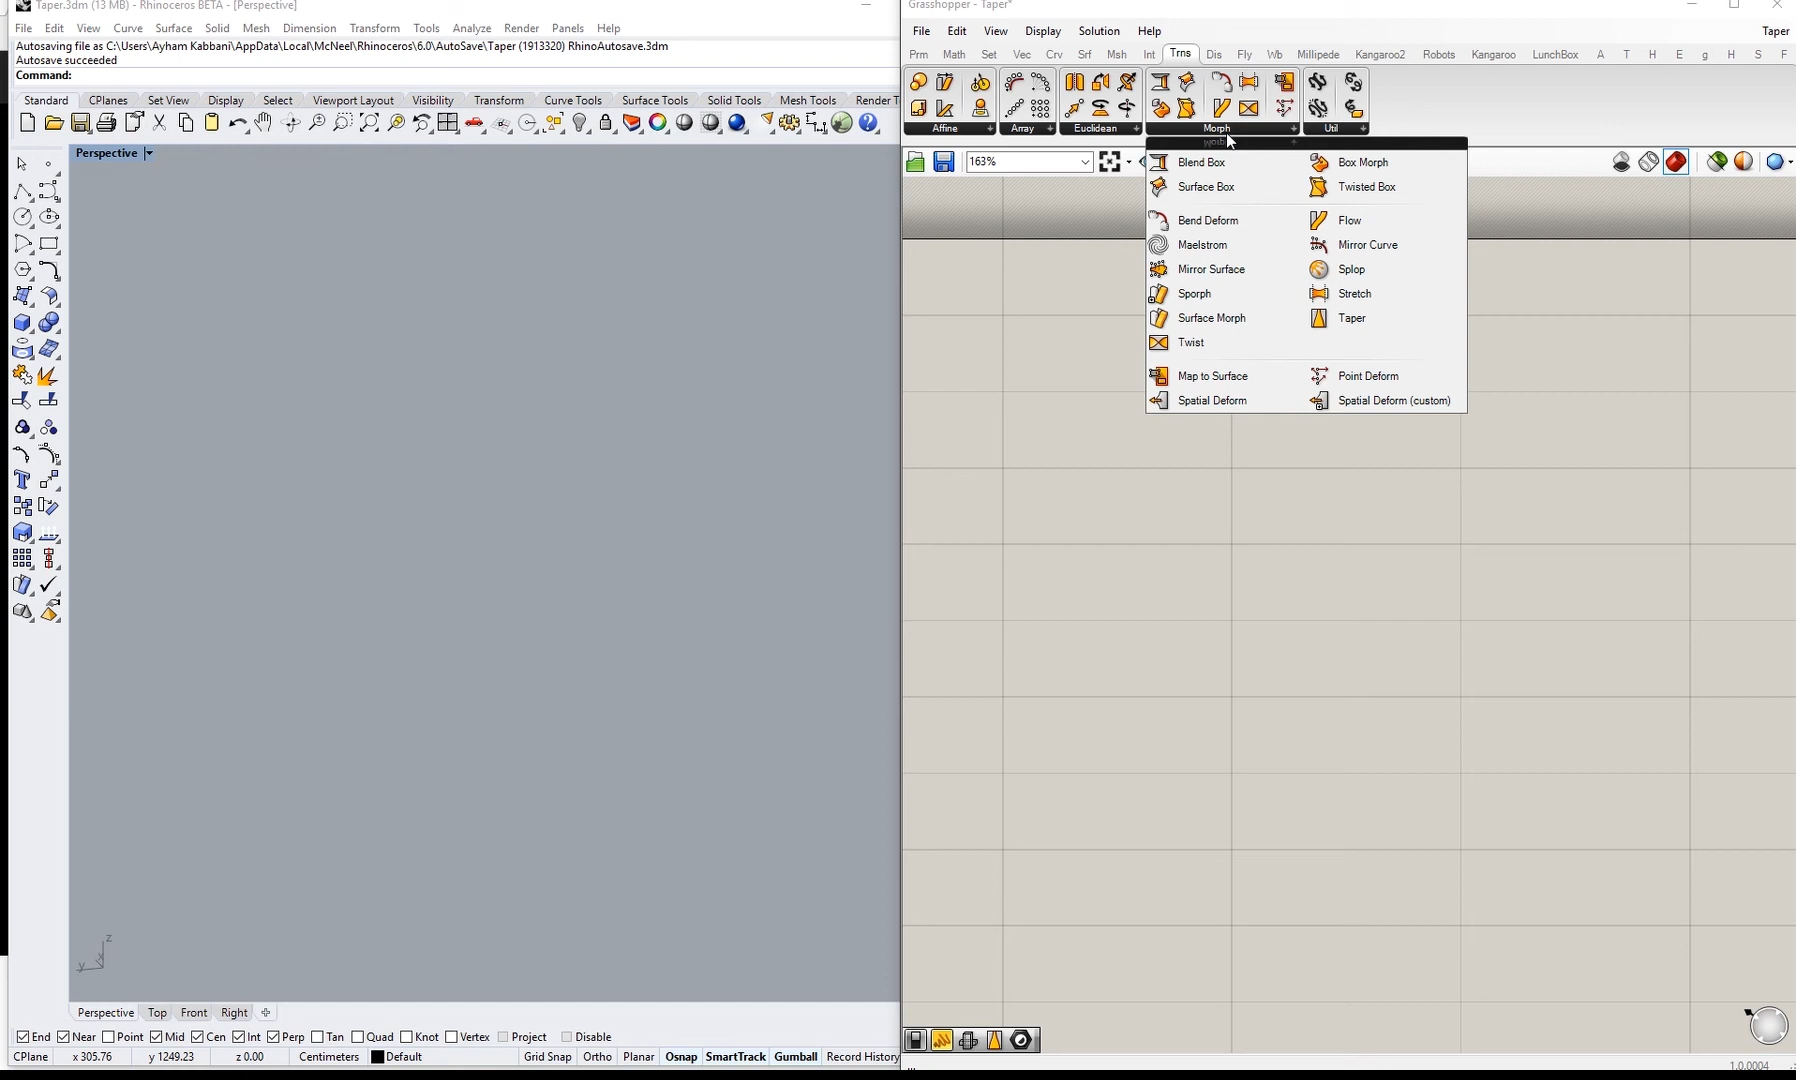 Taper.3dm (13 MB) - Rhinoceros BETA - [Perspective]
File Edit View Curve Surface Solid Mesh Dimension Transform Tools Analyze Render Panels Help
Autosaving file as C:\Users\Ayham Kabbani\AppData\Local\McNeel\Rhinoceros\6.0\AutoSave\Taper (1913320) RhinoAutosave.3dm
Autosave succeeded
Command:
Standard CPlanes Set View Display Select Viewport Layout Visibility Transform Curve Tools Surface Tools Solid Tools Mesh Tools Render T
Perspective
z
y x
Perspective Top Front Right
End Near Point Mid Cen Int Perp Tan Quad Knot Vertex Project Disable
CPlane x 305.76 y 1249.23 z 0.00 Centimeters Default Grid Snap Ortho Planar Osnap SmartTrack Gumball Record History
Grasshopper - Taper*
File Edit View Display Solution Help Taper
Prm Math Set Vec Crv Srf Msh Int Trns Dis Fly Wb Millipede Kangaroo2 Robots Kangaroo LunchBox A T H E g H S F
Affine Array Euclidean Morph Util
163%
Blend Box Box Morph
Surface Box Twisted Box
Bend Deform Flow
Maelstrom Mirror Curve
Mirror Surface Splop
Sporph Stretch
Surface Morph Taper
Twist
Map to Surface Point Deform
Spatial Deform Spatial Deform (custom)
...
1.0.0004